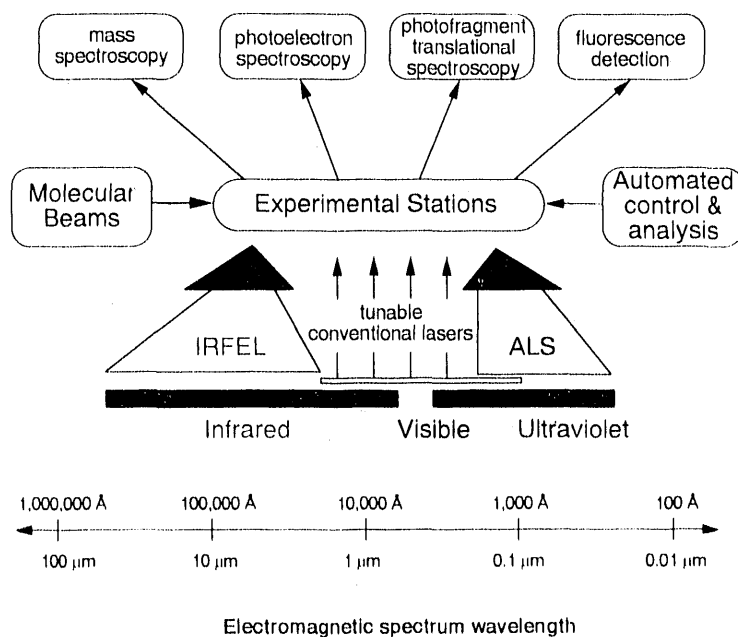 mass
spectroscopy
photoelectron
spectroscopy
photofragment
translational
spectroscopy
fluorescence
detection
Molecular
Beams
Experimental Stations
Automated
control &
analysis
tunable
conventional lasers
IRFEL
ALS
Infrared
Visible
Ultraviolet
1,000,000 Å
100,000 Å
10,000 Å
1,000 Å
100 Å
100 μm
10 μm
1 μm
0.1 μm
0.01 μm
Electromagnetic spectrum wavelength